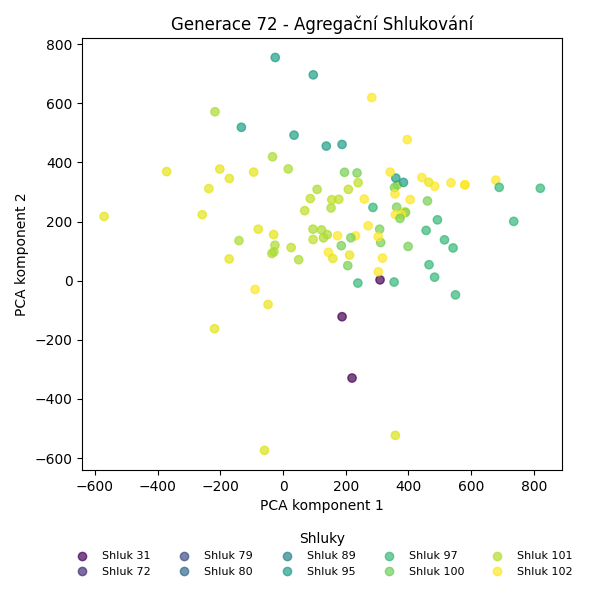 Generace 72 - Agregační Shlukování
PCA komponent 2
800
600
400
200
0
−200
−400
−600
−600 −400 −200 0 200 400 600 800
PCA komponent 1
Shluky
Shluk 31 Shluk 79 Shluk 89 Shluk 97 Shluk 101
Shluk 72 Shluk 80 Shluk 95 Shluk 100 Shluk 102